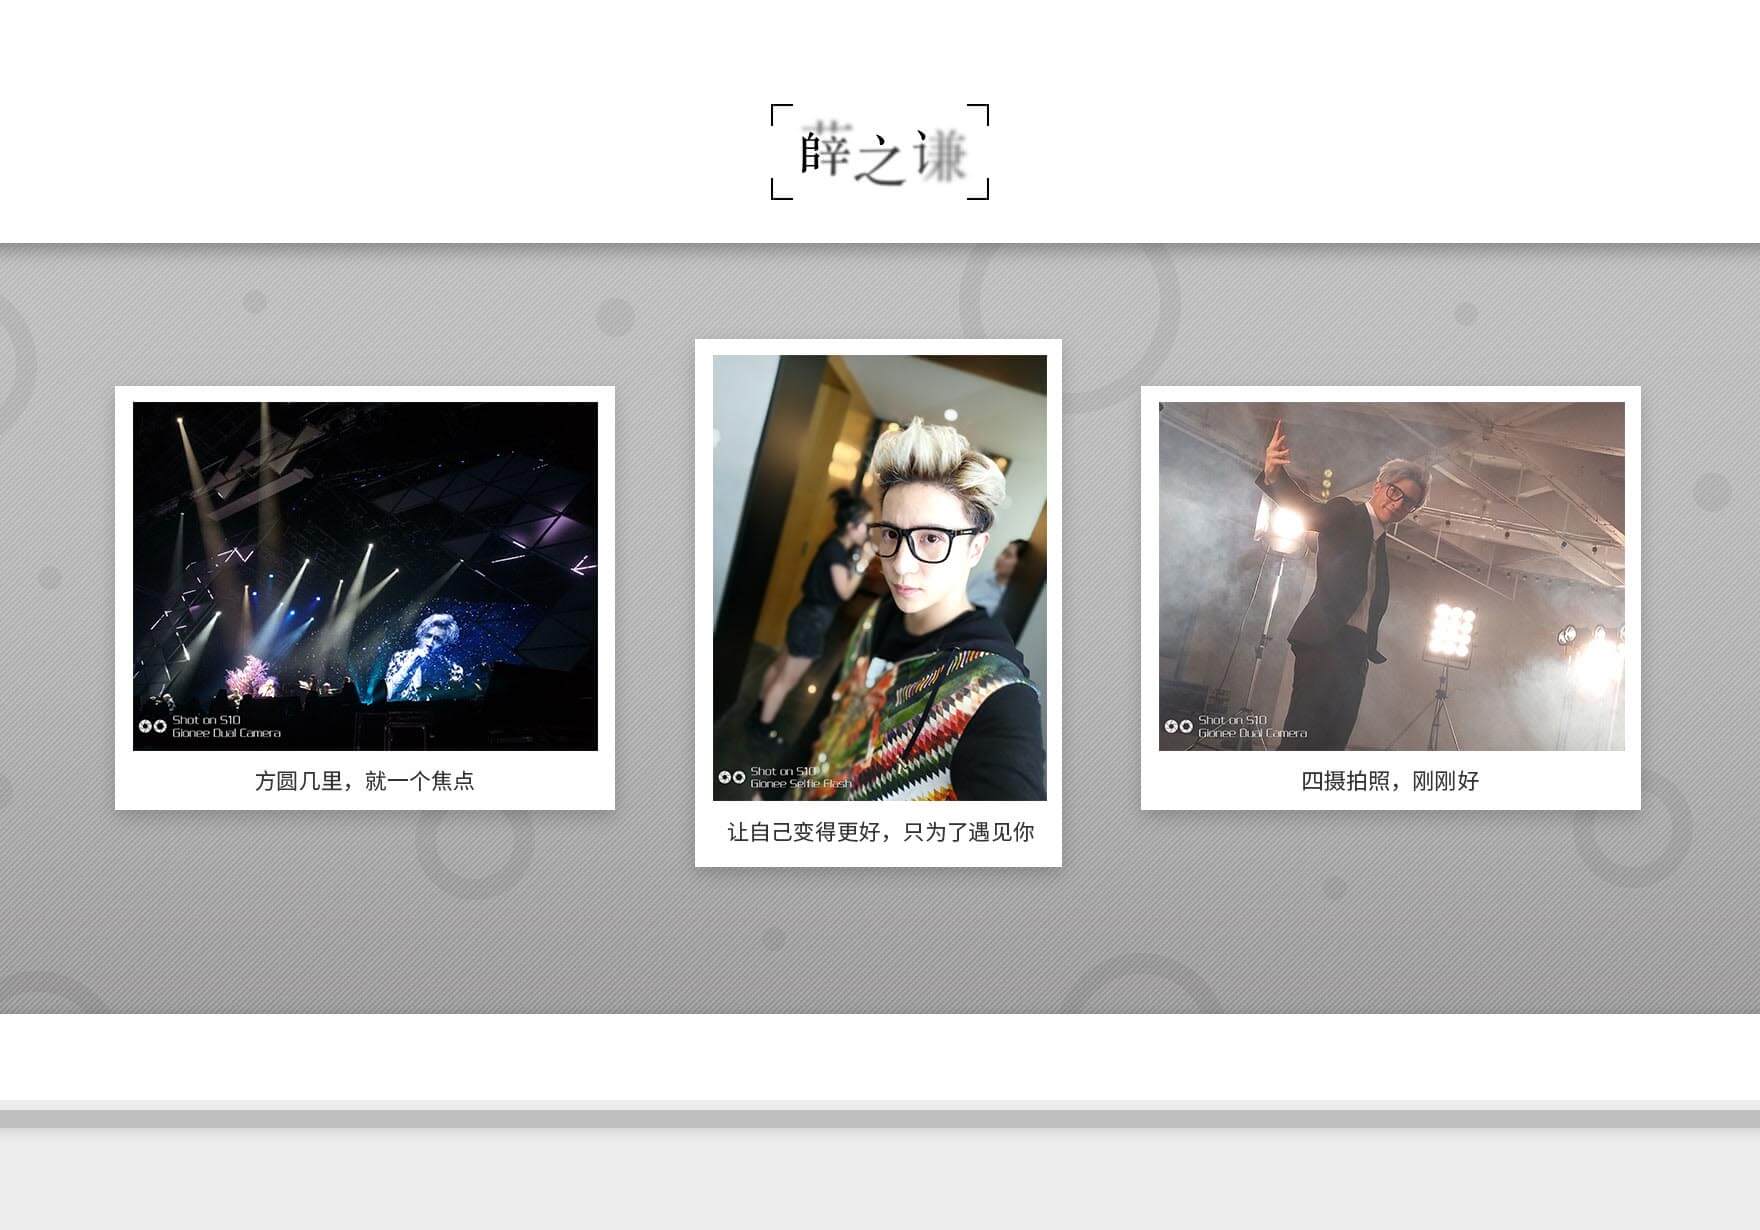 薛之谦
Shot on S10
Gionee Dual Camera
方圆几里，就一个焦点
Shot on S10
Gionee Selfie Flash
让自己变得更好，只为了遇见你
Shot on S10
Gionee Dual Camera
四摄拍照，刚刚好